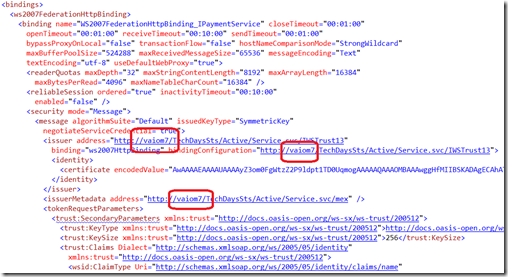 <bindings>
<ws2007FederationHttpBinding>
<binding name="WS2007FederationHttpBinding_IPaymentService" closeTimeout="00:01:00"
openTimeout="00:01:00" receiveTimeout="00:10:00" sendTimeout="00:01:00"
bypassProxyOnLocal="false" transactionFlow="false" hostNameComparisonMode="StrongWildcard"
maxBufferPoolSize="524288" maxReceivedMessageSize="65536" messageEncoding="Text"
textEncoding="utf-8" useDefaultWebProxy="true">
<readerQuotas maxDepth="32" maxStringContentLength="8192" maxArrayLength="16384"
maxBytesPerRead="4096" maxNameTableCharCount="16384" />
<reliableSession ordered="true" inactivityTimeout="00:10:00"
enabled="false" />
<security mode="Message">
<message algorithmSuite="Default" issuedKeyType="SymmetricKey"
negotiateServiceCredential="true">
<issuer address="http://vaiom7/TechDaysSts/Active/Service.svc/IWSTrust13"
binding="ws2007HttpBinding" bindingConfiguration="http://vaiom7/TechDaysSts/Active/Service.svc/IWSTrust13">
<identity>
<certificate encodedValue=
</identity>
</issuer>
<issuerMetadata address="http://vaiom7/TechDaysSts/Active/Service.svc/mex" />
<tokenRequestParameters>
<trust:SecondaryParameters xmlns:trust="http://docs.oasis-open.org/ws-sx/ws-trust/200512">
<trust:KeyType xmlns:trust="http://docs.oasis-open.org/ws-sx/ws-trust/200512">http://docs.oasis-open.o
<trust:KeySize xmlns:trust="http://docs.oasis-open.org/ws-sx/ws-trust/200512">256</trust:KeySize>
<trust:Claims Dialect="http://schemas.xmlsoap.org/ws/2005/05/identity"
xmlns:trust="http://docs.oasis-open.org/ws-sx/ws-trust/200512">
<wsid:ClaimType Uri="http://schemas.xmlsoap.org/ws/2005/05/identity/claims/name"